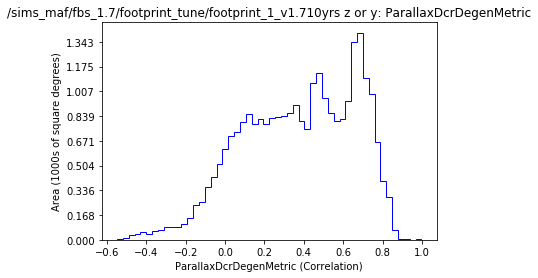 /sims_maf/fbs_1.7/footprint_tune/footprint_1_v1.710yrs z or y: ParallaxDcrDegenMetric
Area (1000s of square degrees)
1.343
1.175
1.007
0.839
0.671
0.504
0.336
0.168
0.000
−0.6 −0.4 −0.2 0.0 0.2 0.4 0.6 0.8 1.0
ParallaxDcrDegenMetric (Correlation)